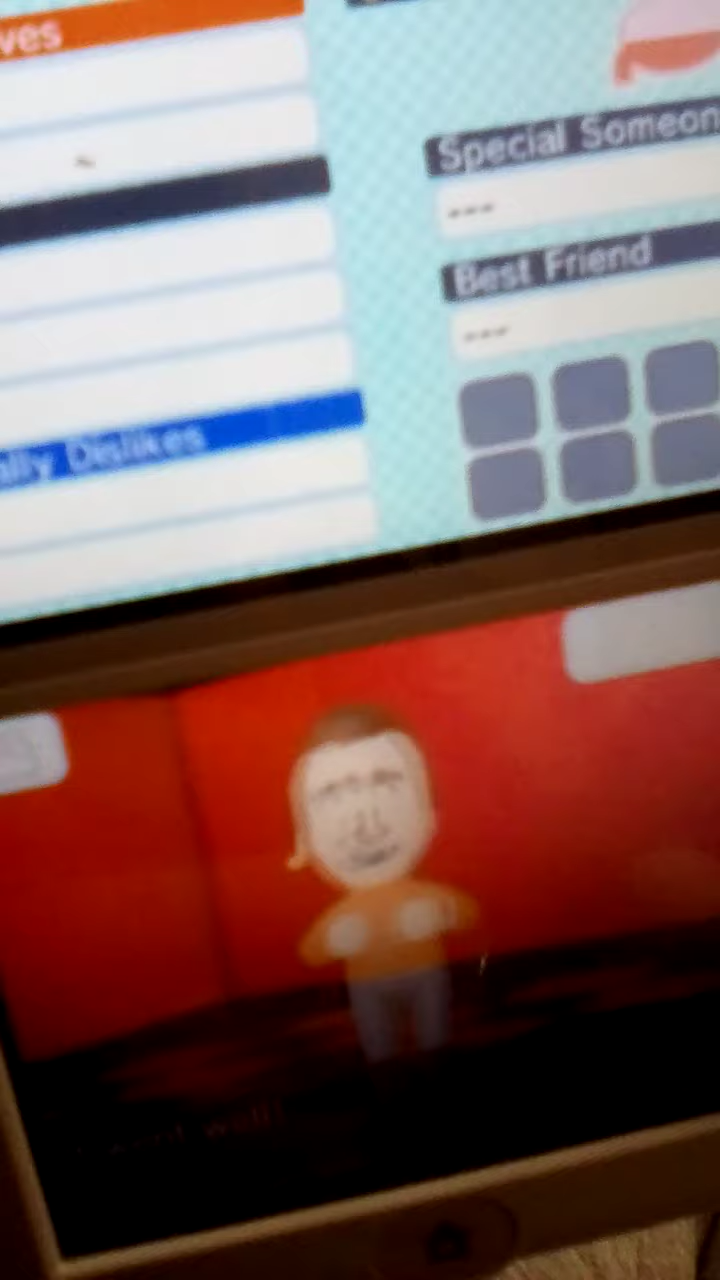 ves
Special Someon
---
Best Friend
---
ally Dislikes